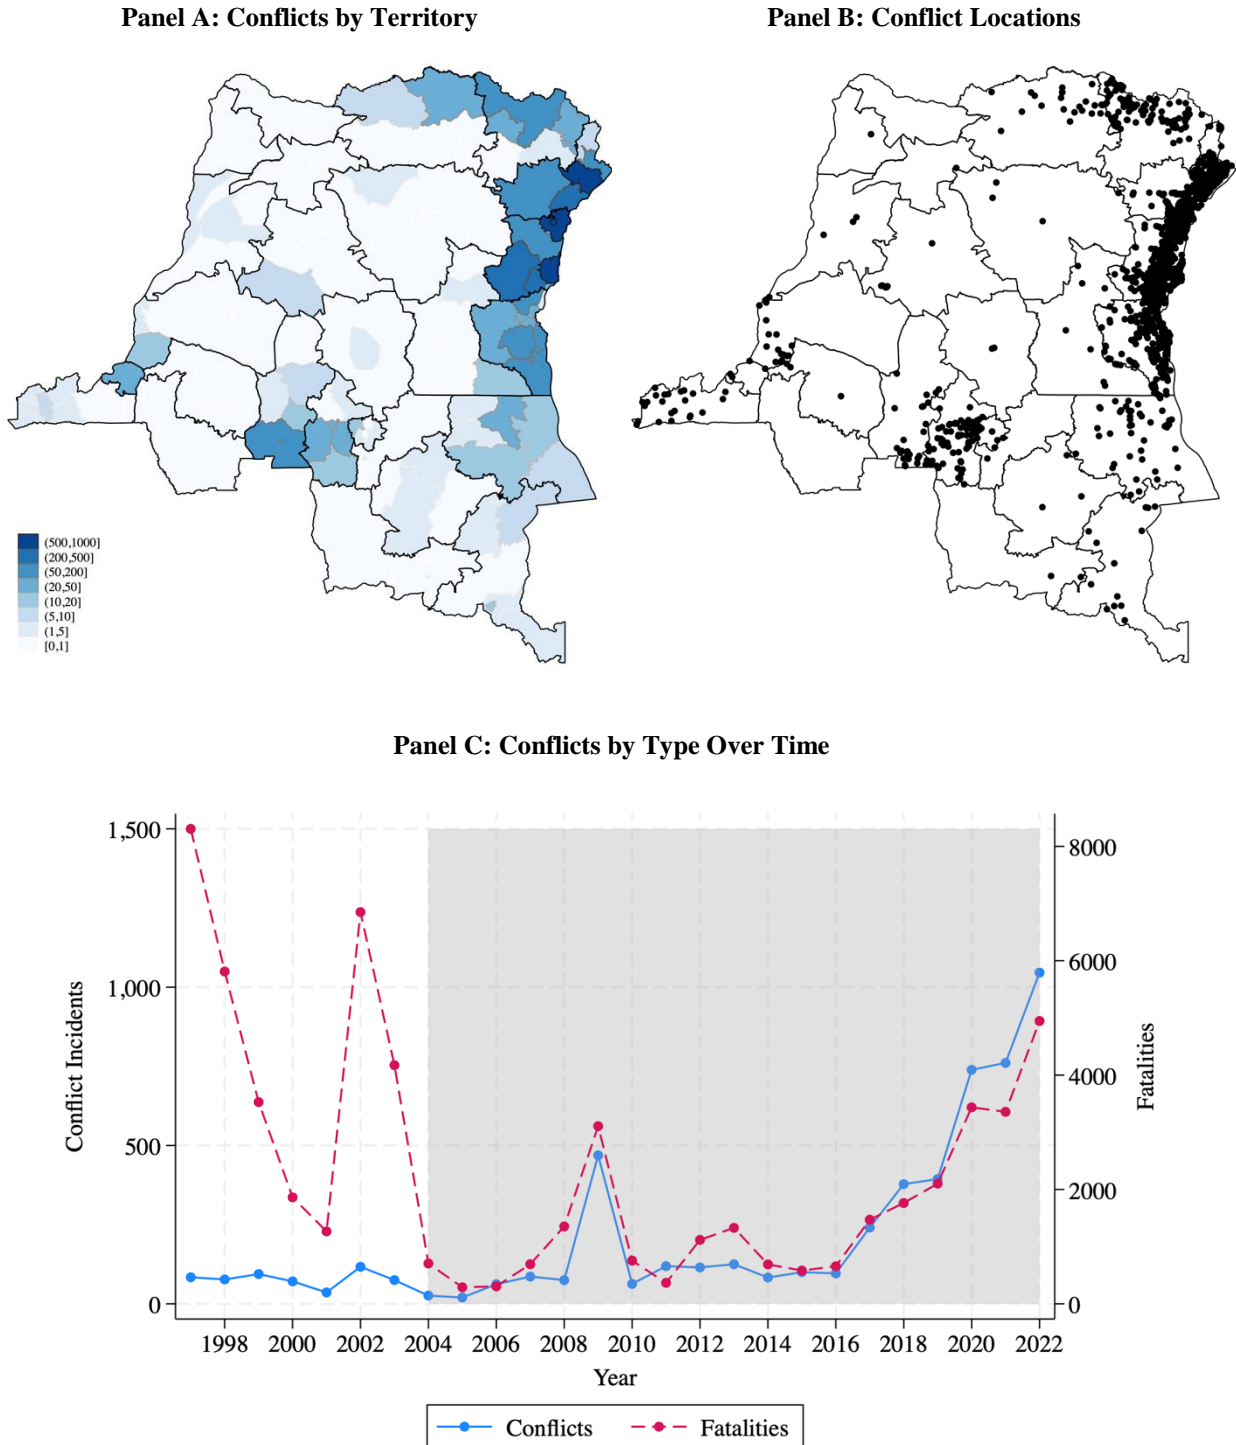 Panel A: Conflicts by Territory
Panel B: Conflict Locations
(500,1000]
(200,500]
(50,200]
(20,50]
(10,20]
(5,10]
(1,5]
[0,1]
Panel C: Conflicts by Type Over Time
1,500
1,000
500
0
Conflict Incidents
8000
6000
4000
2000
0
Fatalities
1998 2000 2002 2004 2006 2008 2010 2012 2014 2016 2018 2020 2022
Year
Conflicts Fatalities